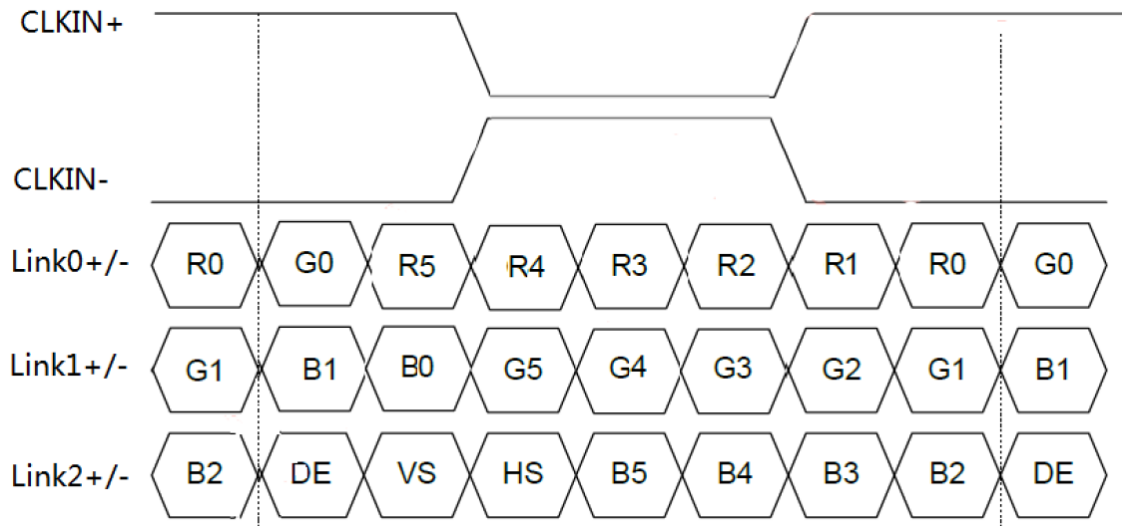 CLKIN+
CLKIN-
Link0+/- R0 G0 R5 R4 R3 R2 R1 R0 G0
Link1+/- G1 B1 B0 G5 G4 G3 G2 G1 B1
Link2+/- B2 DE VS HS B5 B4 B3 B2 DE